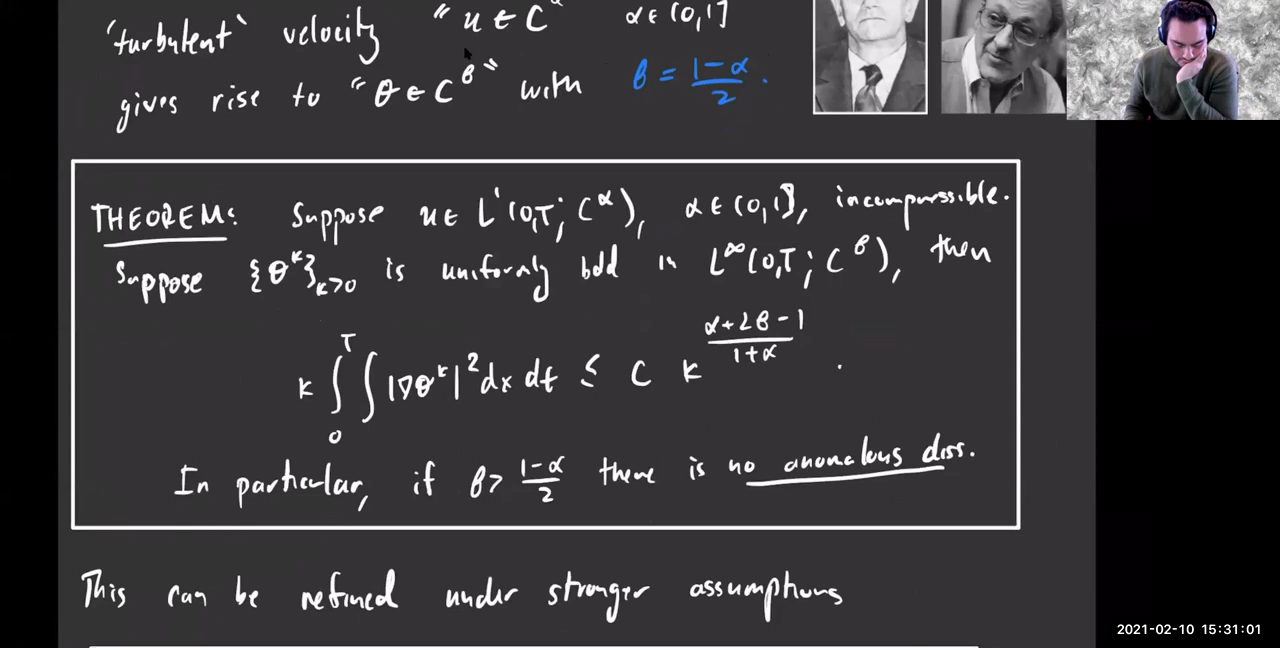 'turbulent' velocity "u ∈ C^α α ∈ (0,1]
gives rise to "θ ∈ C^β" with β = (1-α)/2 .
THEOREM: Suppose u ∈ L¹(0,T; C^α), α ∈ (0,1], incompressible.
Suppose {θ^κ}_{κ>0} is uniformly bdd in L^∞(0,T; C^β), then
κ ∫_0^T ∫ |∇θ^κ|² dx dt ≤ C κ^{(α+2β-1)/(1+α)} .
In particular, if β > (1-α)/2 there is no anomalous diss.
This can be refined under stronger assumptions
2021-02-10 15:31:01